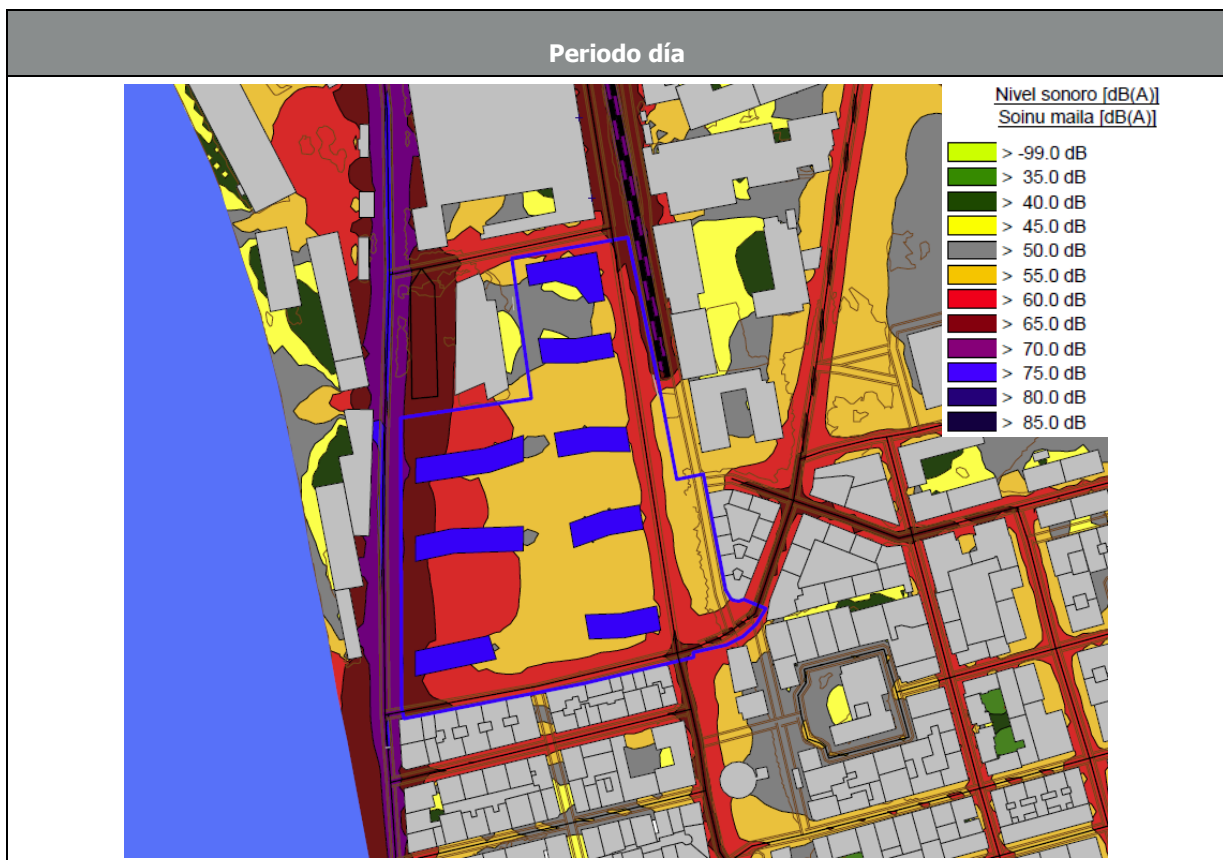 Periodo día
Nivel sonoro [dB(A)]
Soinu maila [dB(A)]
> -99.0 dB
> 35.0 dB
> 40.0 dB
> 45.0 dB
> 50.0 dB
> 55.0 dB
> 60.0 dB
> 65.0 dB
> 70.0 dB
> 75.0 dB
> 80.0 dB
> 85.0 dB